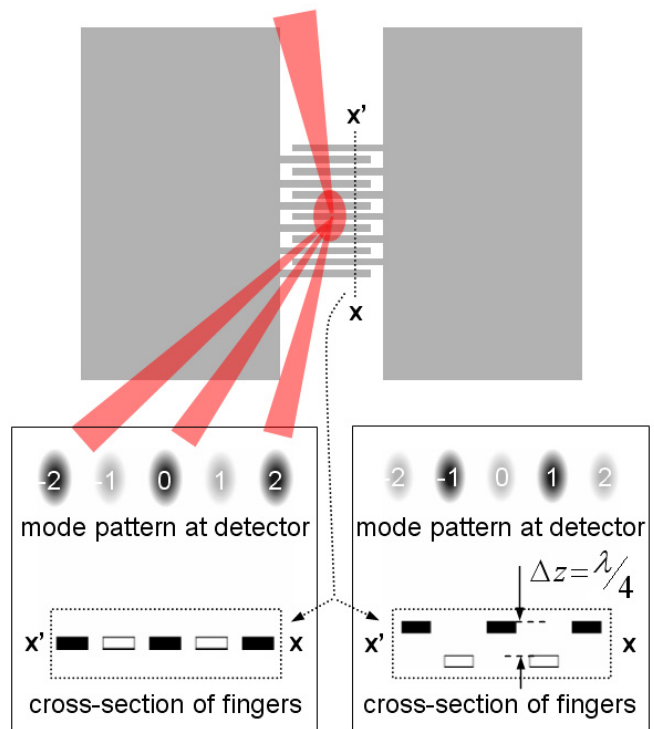 x'
x
-2 -1 0 1 2
mode pattern at detector
x' x
cross-section of fingers
-2 -1 0 1 2
mode pattern at detector
Δz=λ/4
x' x
cross-section of fingers